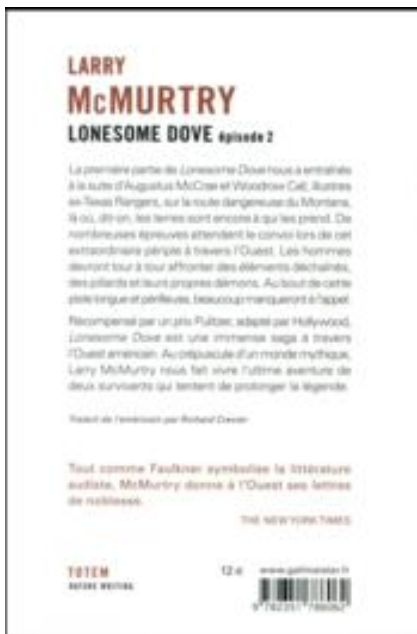 LARRY
McMURTRY
LONESOME DOVE épisode 2
La première partie de Lonesome Dove nous a entraînés
à la suite d'Augustus McCrae et Woodrow Call, illustres
ex-Texas Rangers, sur la route dangereuse du Montana,
là où, dit-on, les terres sont encore à qui les prend. De
nombreuses épreuves attendent le convoi lors de cet
extraordinaire périple à travers l'Ouest. Les hommes
devront tour à tour affronter des éléments déchaînés,
des pillards et leurs propres démons. Au bout de cette
piste longue et périlleuse, beaucoup manqueront à l'appel.
Récompensé par un prix Pulitzer, adapté par Hollywood,
Lonesome Dove est une immense saga à travers
l'Ouest américain. Au crépuscule d'un monde mythique,
Larry McMurtry nous fait vivre l'ultime aventure de
deux survivants qui tentent de prolonger la légende.
Traduit de l'américain par Richard Crevier
Tout comme Faulkner symbolise la littérature
sudiste, McMurtry donne à l'Ouest ses lettres
de noblesse.
THE NEW YORK TIMES
TOTEM
NATURE WRITING
12 €
www.gallmeister.fr